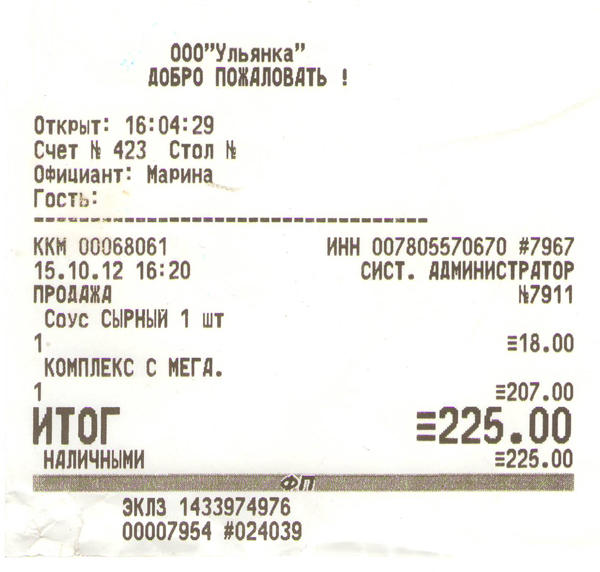 ООО"Ульянка"
ДОБРО ПОЖАЛОВАТЬ !
Открыт: 16:04:29
Счет № 423 Стол №
Официант: Марина
Гость:
ККМ 00068061 ИНН 007805570670 #7967
15.10.12 16:20 СИСТ. АДМИНИСТРАТОР
ПРОДАЖА №7911
Соус СЫРНЫЙ 1 шт
1 ≡18.00
КОМПЛЕКС С МЕГА.
1 ≡207.00
ИТОГ ≡225.00
НАЛИЧНЫМИ ≡225.00
ФП
ЭКЛЗ 1433974976
00007954 #024039